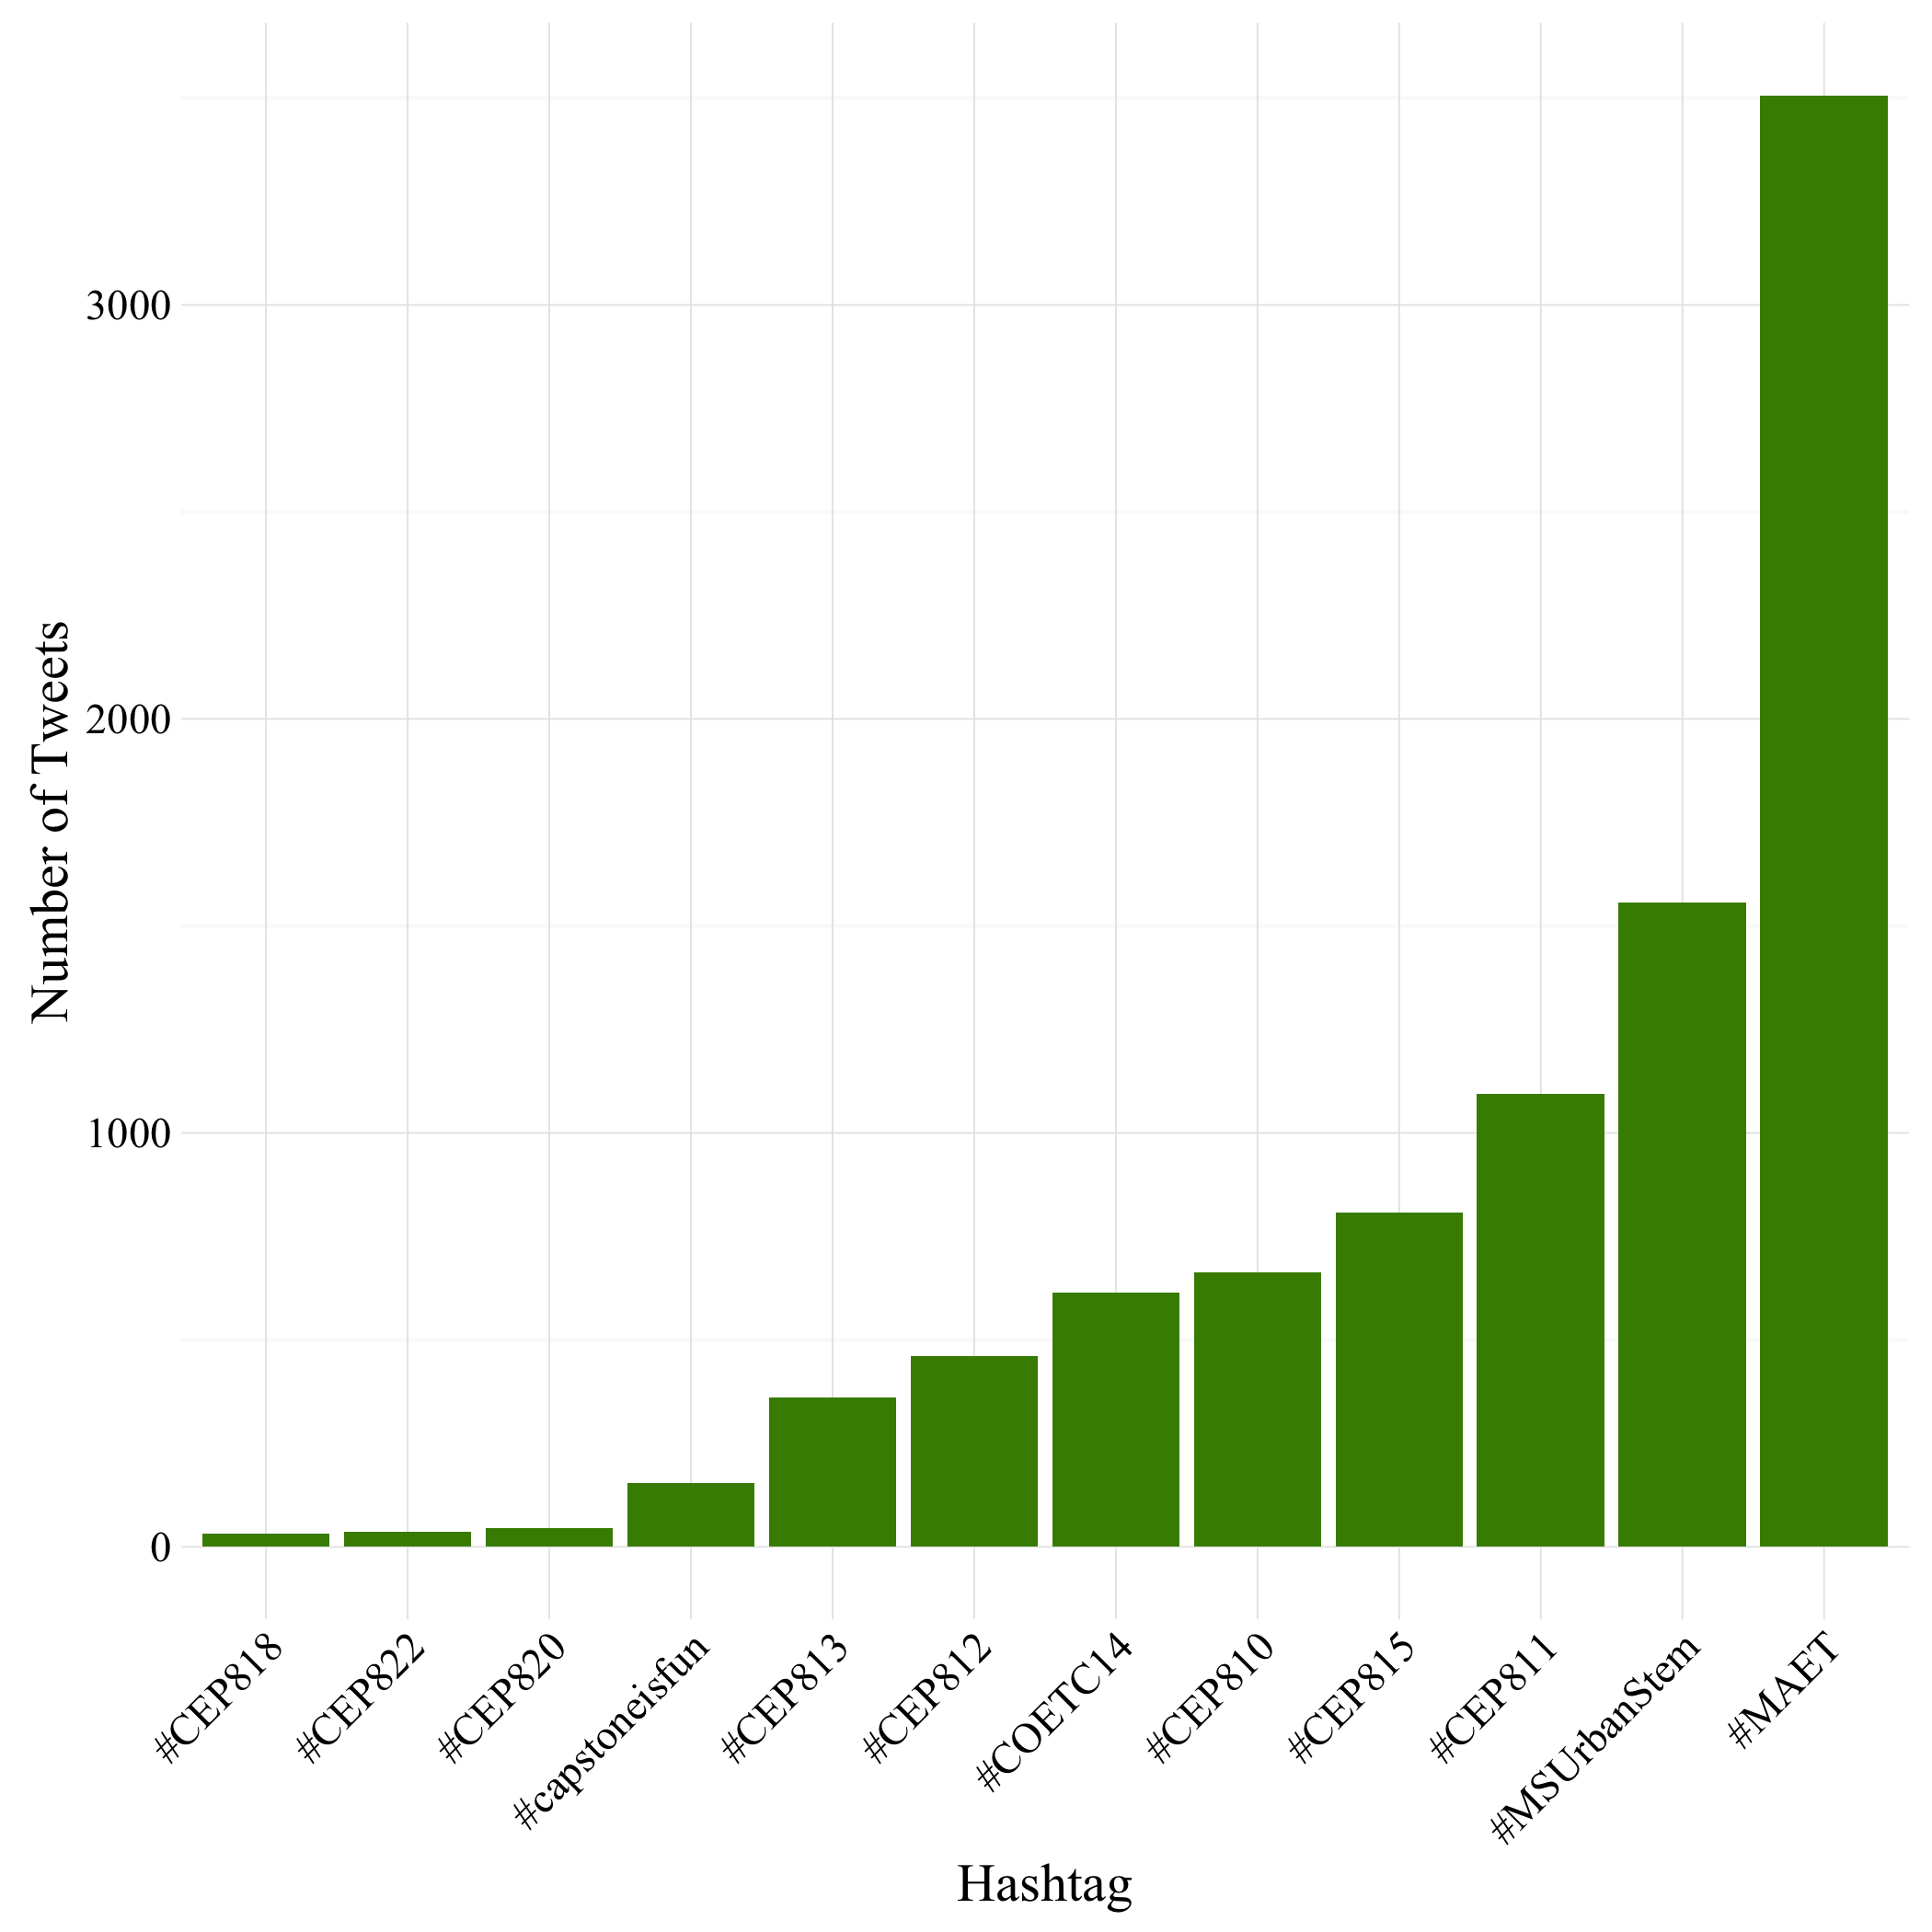 3000
2000
1000
0
Number of Tweets
#CEP818
#CEP822
#CEP820
#capstoneisfun
#CEP813
#CEP812
#COETC14
#CEP810
#CEP815
#CEP811
#MSUrbanStem
#MAET
Hashtag